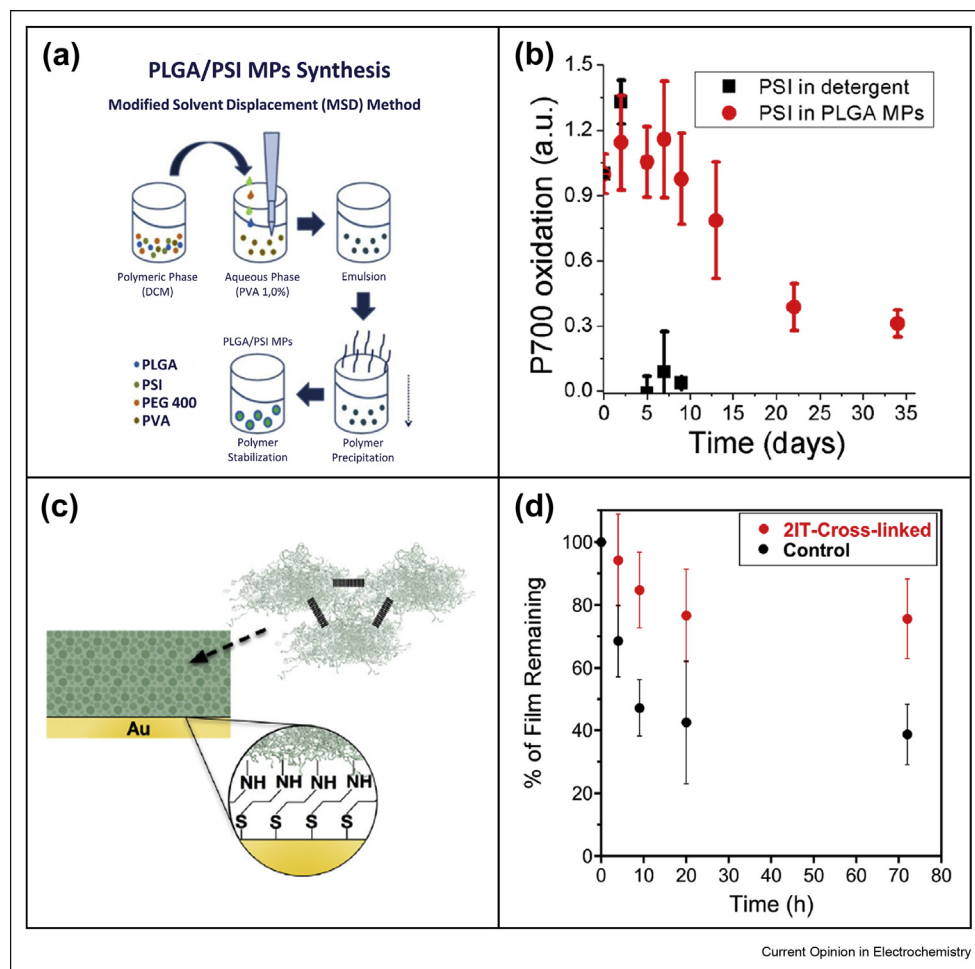 (a)
PLGA/PSI MPs Synthesis
Modified Solvent Displacement (MSD) Method
Polymeric Phase
(DCM)
Aqueous Phase
(PVA 1,0%)
Emulsion
PLGA/PSI MPs
PLGA
PSI
PEG 400
PVA
Polymer
Stabilization
Polymer
Precipitation
(b)
P700 oxidation (a.u.)
1.5
1.2
0.9
0.6
0.3
0.0
PSI in detergent
PSI in PLGA MPs
0 5 10 15 20 25 30 35
Time (days)
(c)
Au
NH NH NH NH
S S S S
(d)
% of Film Remaining
100
80
60
40
20
0
2IT-Cross-linked
Control
0 10 20 30 40 50 60 70 80
Time (h)
Current Opinion in Electrochemistry